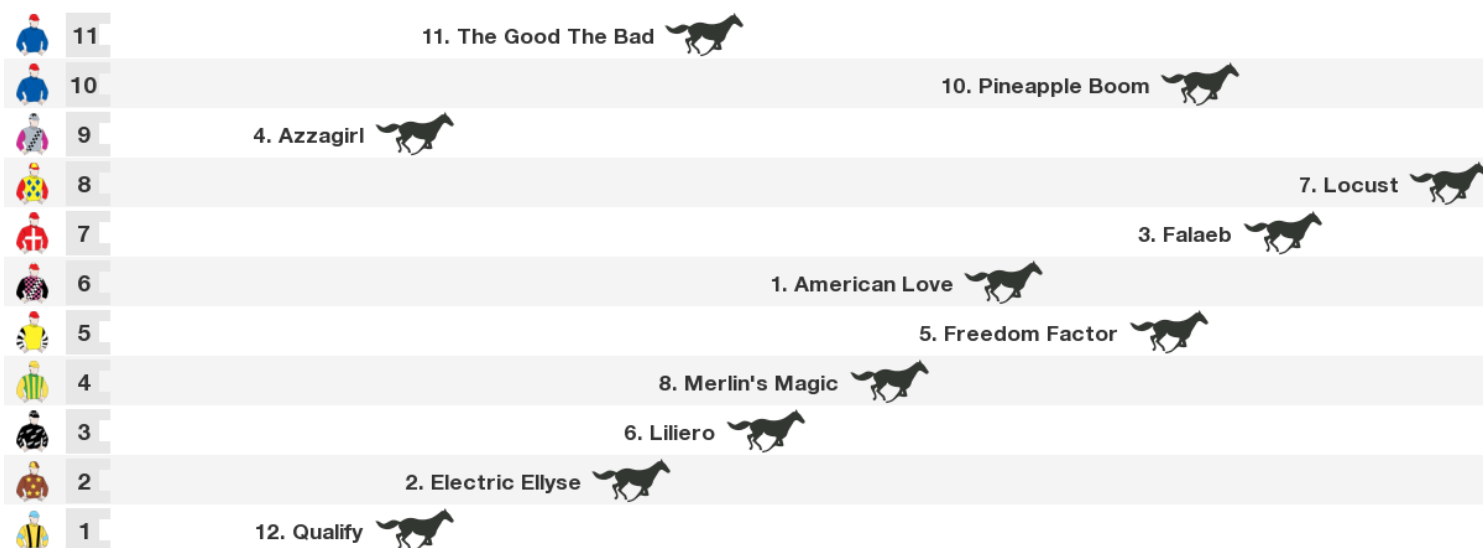 11 11. The Good The Bad
10 10. Pineapple Boom
9 4. Azzagirl
8 7. Locust
7 3. Falaeb
6 1. American Love
5 5. Freedom Factor
4 8. Merlin's Magic
3 6. Liliero
2 2. Electric Ellyse
1 12. Qualify